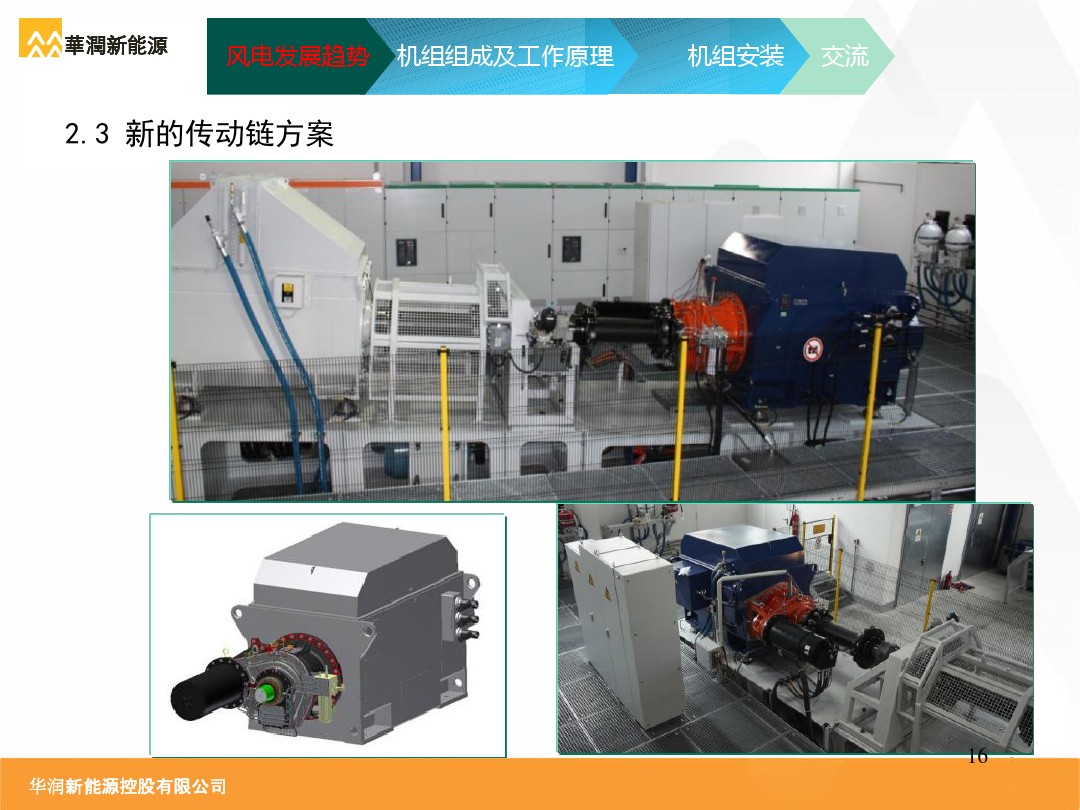 華潤新能源
风电发展趋势 机组组成及工作原理 机组安装 交流
2.3 新的传动链方案
16
华润新能源控股有限公司